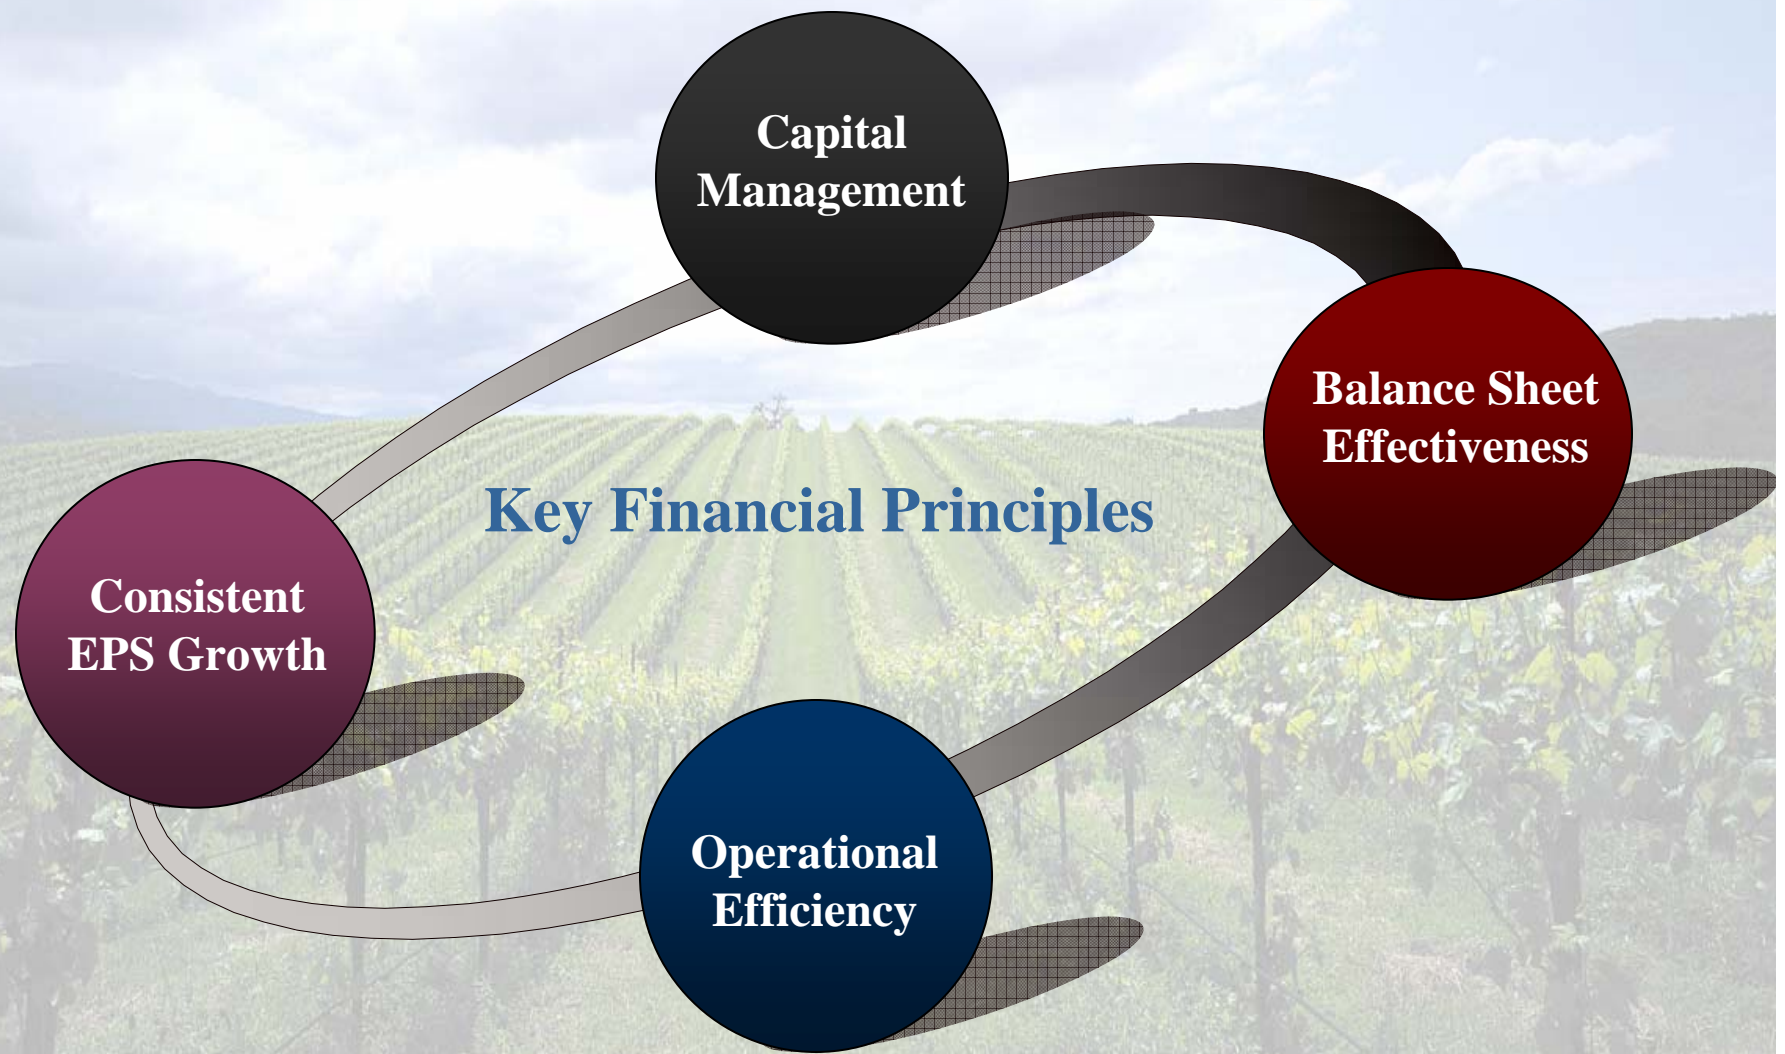 Capital
Management
Balance Sheet
Effectiveness
Key Financial Principles
Consistent
EPS Growth
Operational
Efficiency